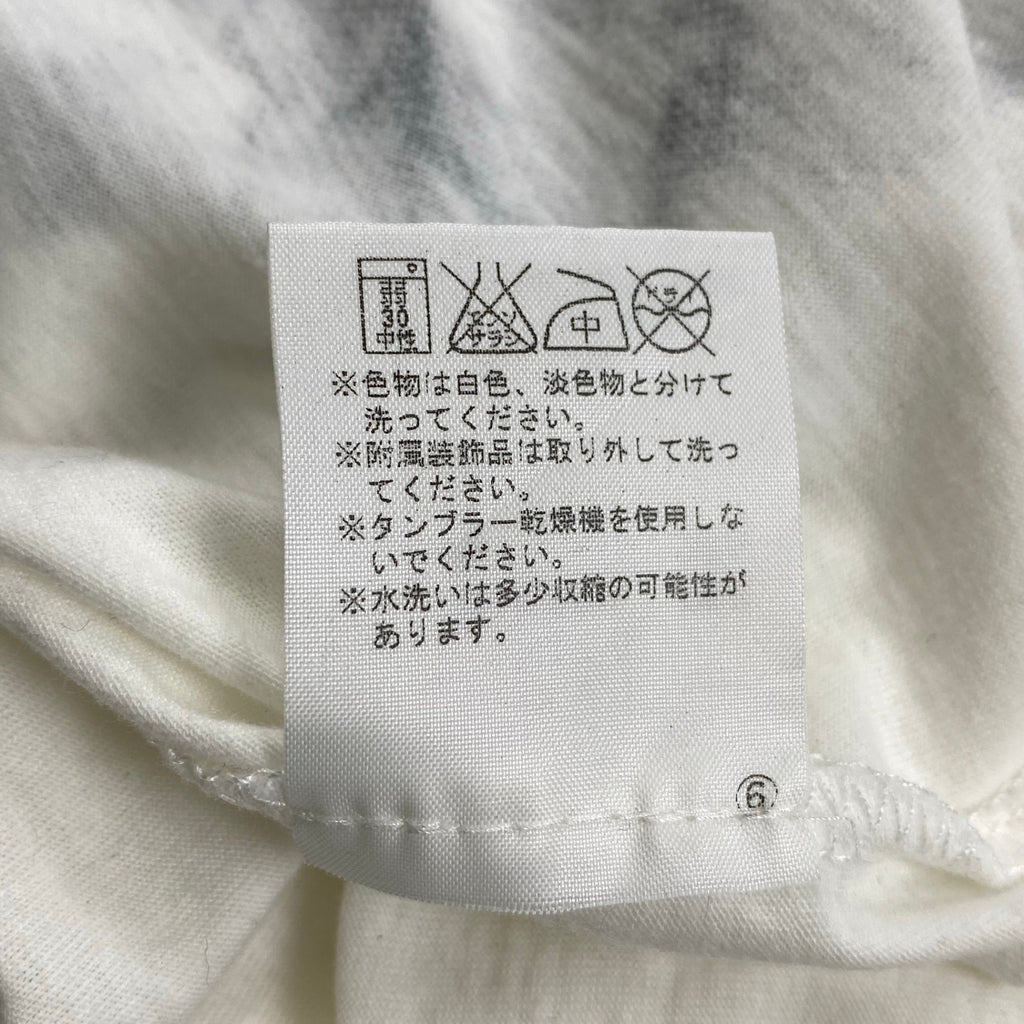 弱
30
中性
エンソ
サラシ
中
ドライ
※色物は白色、淡色物と分けて
洗ってください。
※附属装飾品は取り外して洗っ
てください。
※タンブラー乾燥機を使用しな
いでください。
※水洗いは多少収縮の可能性が
あります。
⑥